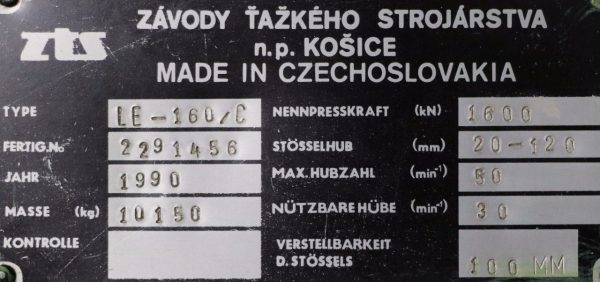 zts
ZÁVODY ŤAŽKÉHO STROJÁRSTVA
n.p. KOŠICE
MADE IN CZECHOSLOVAKIA
TYPE LE-160/C NENNPRESSKRAFT (kN) 1600
FERTIG.No 2291456 STÖSSELHUB (mm) 20-120
JAHR 1990 MAX.HUBZAHL (min⁻¹) 50
MASSE (kg) 10150 NÜTZBARE HÜBE (min⁻¹) 30
KONTROLLE VERSTELLBARKEIT
D.STÖSSELS 100 MM